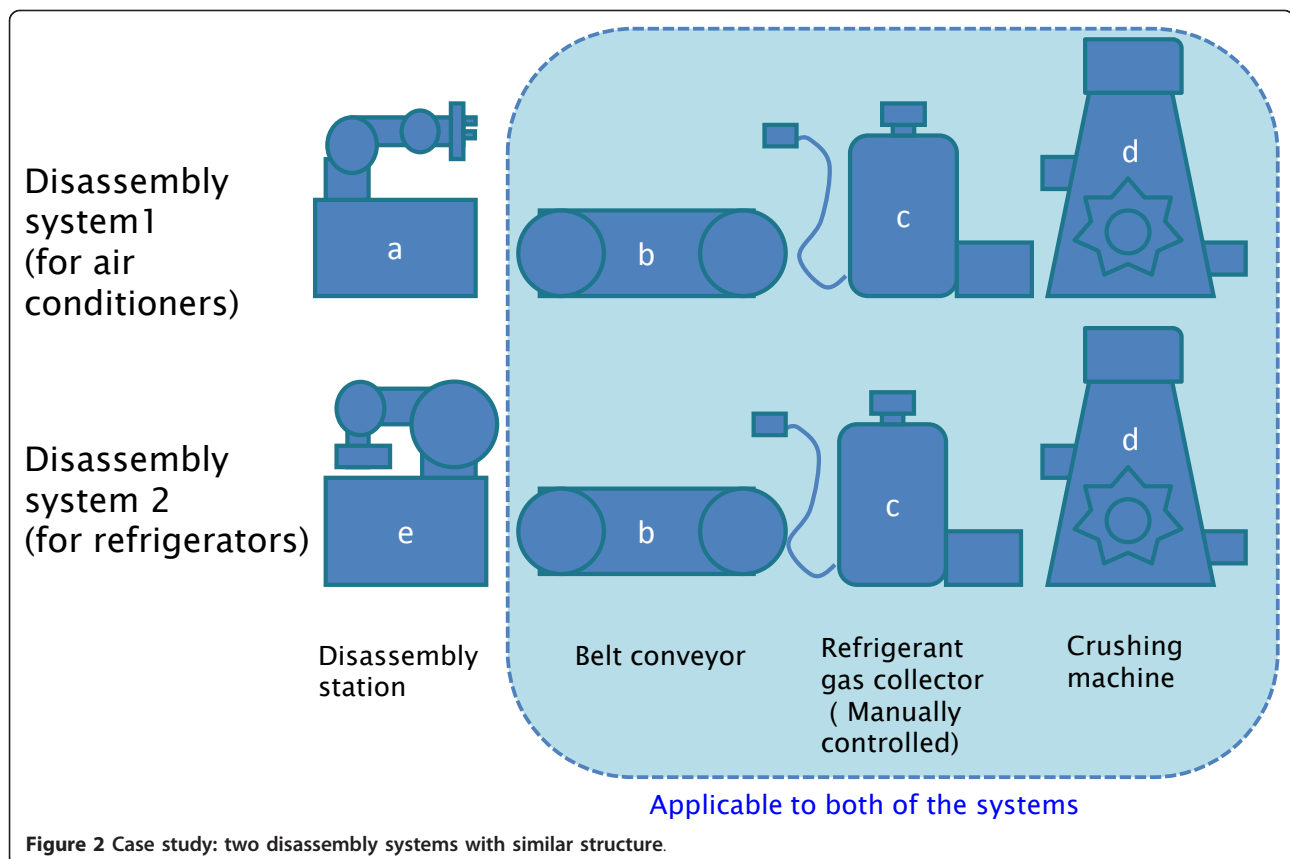 Disassembly
system1
(for air
conditioners)
a
b
c
d
Disassembly
system 2
(for refrigerators)
e
b
c
d
Disassembly
station
Belt conveyor
Refrigerant
gas collector
( Manually
controlled)
Crushing
machine
Applicable to both of the systems
Figure 2 Case study: two disassembly systems with similar structure.